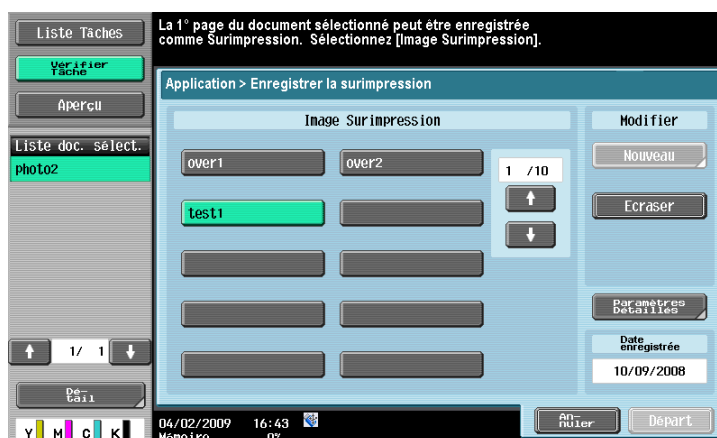 Liste Tâches
Vérifier
Tâche
Aperçu
Liste doc. sélect.
photo2
1/ 1
Dé-
tail
Y M C K
La 1° page du document sélectionné peut être enregistrée
comme Surimpression. Sélectionnez [Image Surimpression].
Application > Enregistrer la surimpression
Image Surimpression
over1
over2
test1
1 /10
Modifier
Nouveau
Ecraser
Paramètres
Détaillés
Date
enregistrée
10/09/2008
04/02/2009 16:43
Mémoire 0%
An-
nuler
Départ